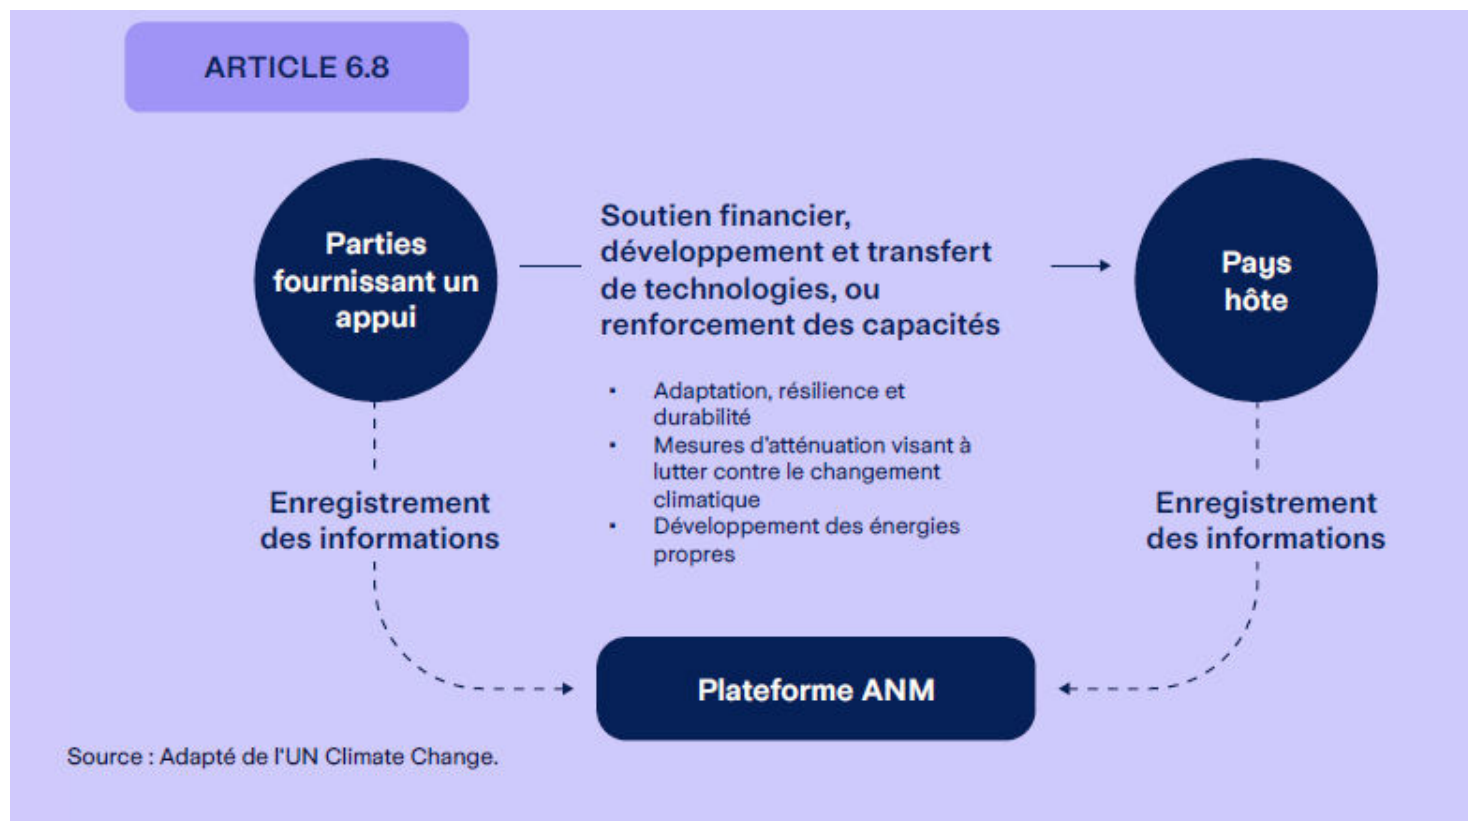 ARTICLE 6.8
Parties
fournissant un
appui
Soutien financier,
développement et transfert
de technologies, ou
renforcement des capacités
Pays
hôte
▪ Adaptation, résilience et
durabilité
▪ Mesures d'atténuation visant à
lutter contre le changement
climatique
▪ Développement des énergies
propres
Enregistrement
des informations
Enregistrement
des informations
Plateforme ANM
Source : Adapté de l'UN Climate Change.